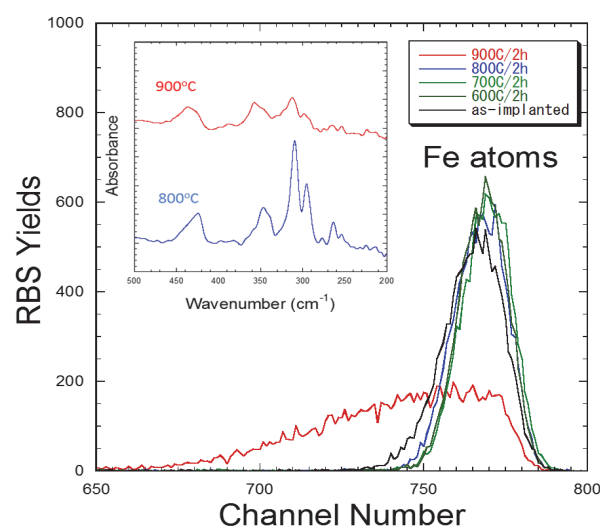 1000
900C/2h
800C/2h
700C/2h
600C/2h
as-implanted
900°C
800
Fe atoms
Absorbance
800°C
600
RBS Yields
500 450 400 350 300 250 200
Wavenumber (cm⁻¹)
400
200
0
650 700 750 800
Channel Number